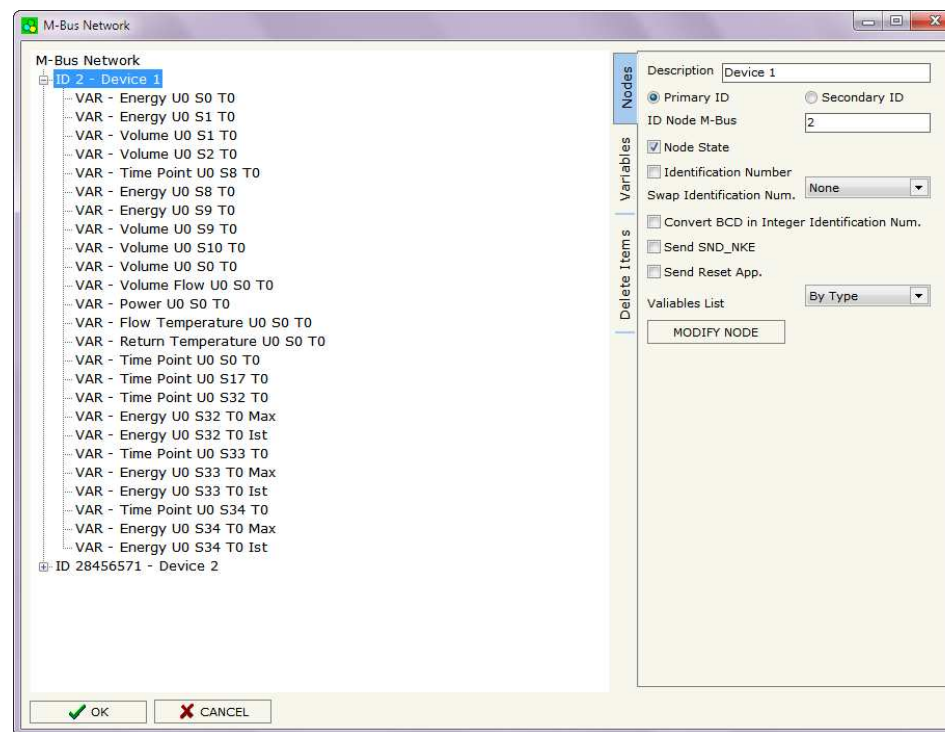 M-Bus Network
M-Bus Network
ID 2 - Device 1
VAR - Energy U0 S0 T0
VAR - Energy U0 S1 T0
VAR - Volume U0 S1 T0
VAR - Volume U0 S2 T0
VAR - Time Point U0 S8 T0
VAR - Energy U0 S8 T0
VAR - Energy U0 S9 T0
VAR - Volume U0 S9 T0
VAR - Volume U0 S10 T0
VAR - Volume U0 S0 T0
VAR - Volume Flow U0 S0 T0
VAR - Power U0 S0 T0
VAR - Flow Temperature U0 S0 T0
VAR - Return Temperature U0 S0 T0
VAR - Time Point U0 S0 T0
VAR - Time Point U0 S17 T0
VAR - Time Point U0 S32 T0
VAR - Energy U0 S32 T0 Max
VAR - Energy U0 S32 T0 Ist
VAR - Time Point U0 S33 T0
VAR - Energy U0 S33 T0 Max
VAR - Energy U0 S33 T0 Ist
VAR - Time Point U0 S34 T0
VAR - Energy U0 S34 T0 Max
VAR - Energy U0 S34 T0 Ist
ID 28456571 - Device 2
Nodes
Variables
Delete Items
Description Device 1
Primary ID Secondary ID
ID Node M-Bus 2
Node State
Identification Number
Swap Identification Num. None
Convert BCD in Integer Identification Num.
Send SND_NKE
Send Reset App.
Valiables List By Type
MODIFY NODE
OK CANCEL